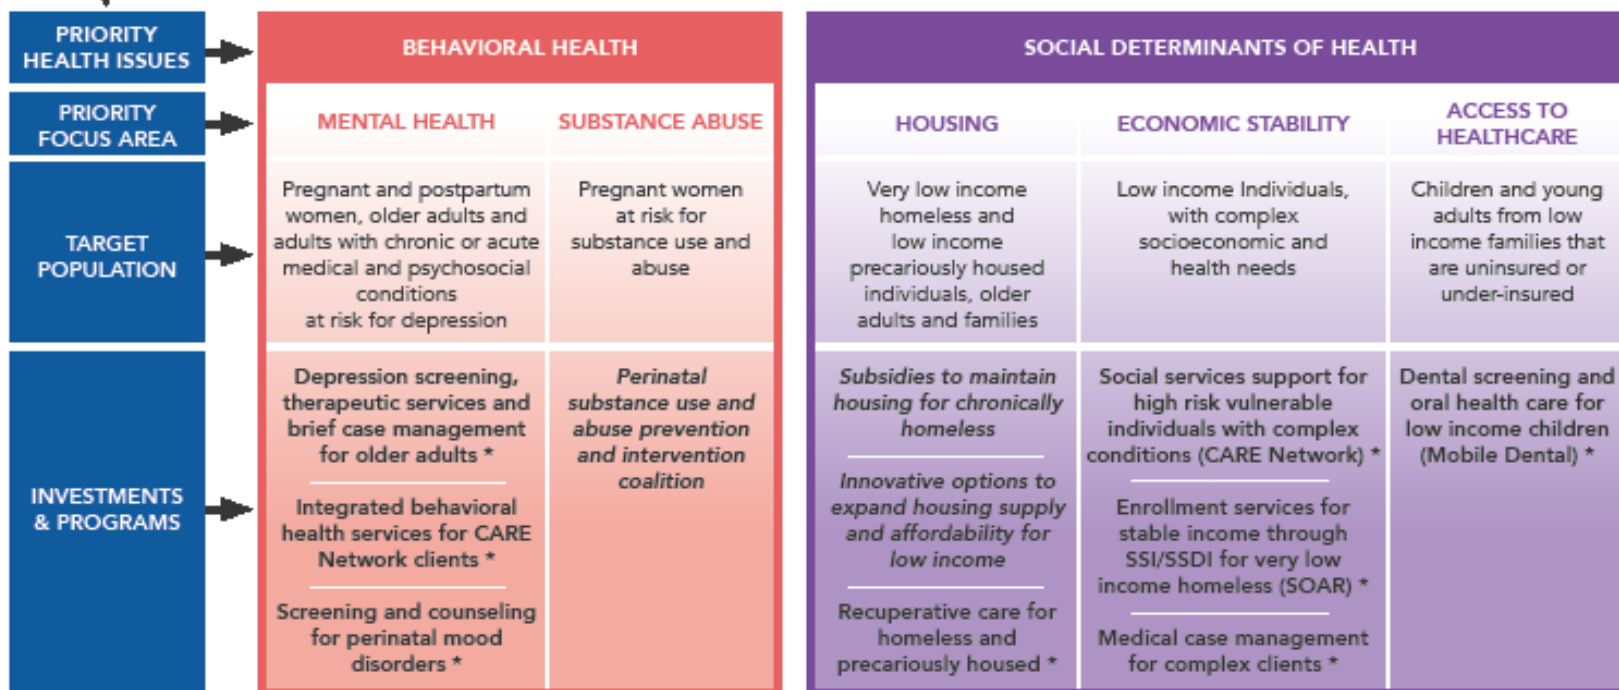 PRIORITY
HEALTH ISSUES
BEHAVIORAL HEALTH
SOCIAL DETERMINANTS OF HEALTH
PRIORITY
FOCUS AREA
MENTAL HEALTH
SUBSTANCE ABUSE
HOUSING
ECONOMIC STABILITY
ACCESS TO
HEALTHCARE
TARGET
POPULATION
Pregnant and postpartum
women, older adults and
adults with chronic or acute
medical and psychosocial
conditions
at risk for depression
Pregnant women
at risk for
substance use and
abuse
Very low income
homeless and
low income
precariously housed
individuals, older
adults and families
Low income Individuals,
with complex
socioeconomic and
health needs
Children and young
adults from low
income families that
are uninsured or
under-insured
INVESTMENTS
& PROGRAMS
Depression screening,
therapeutic services and
brief case management
for older adults *
Integrated behavioral
health services for CARE
Network clients *
Screening and counseling
for perinatal mood
disorders *
Perinatal
substance use and
abuse prevention
and intervention
coalition
Subsidies to maintain
housing for chronically
homeless
Innovative options to
expand housing supply
and affordability for
low income
Recuperative care for
homeless and
precariously housed *
Social services support for
high risk vulnerable
individuals with complex
conditions (CARE Network) *
Enrollment services for
stable income through
SSI/SSDI for very low
income homeless (SOAR) *
Medical case management
for complex clients *
Dental screening and
oral health care for
low income children
(Mobile Dental) *